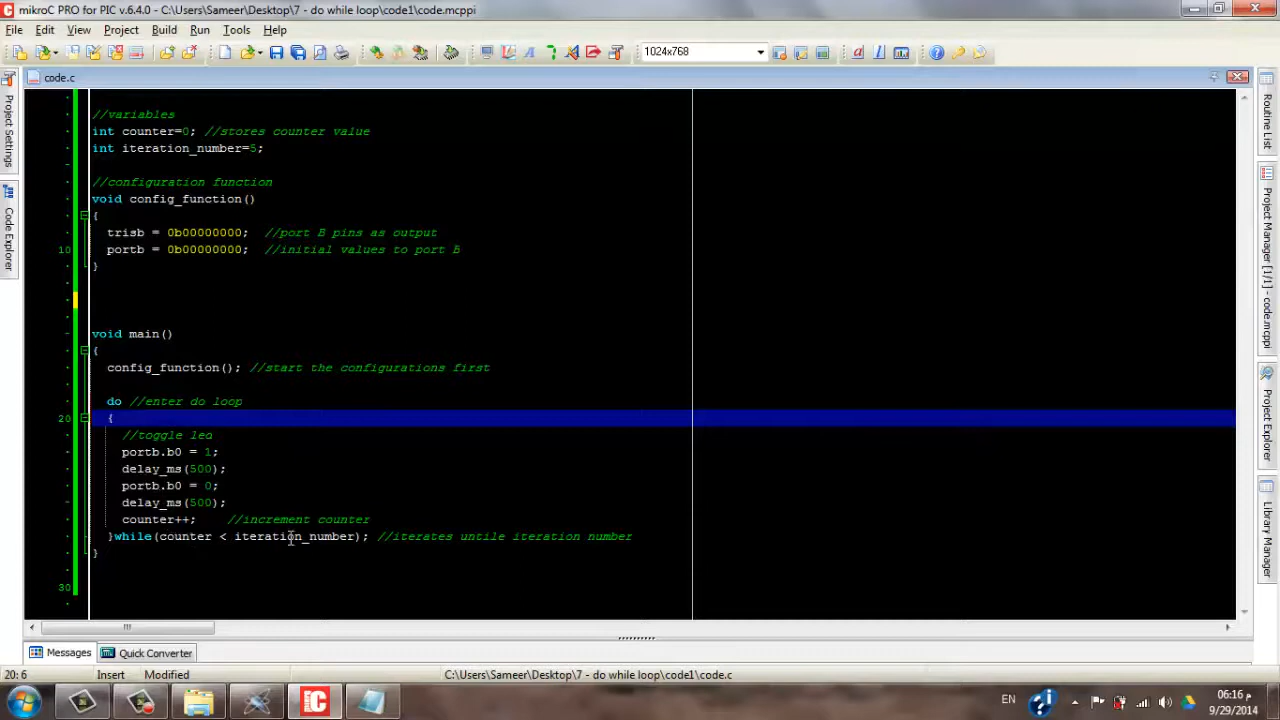 mikroC PRO for PIC v.6.4.0 - C:\Users\Sameer\Desktop\7 - do while loop\code1\code.mcppi
File Edit View Project Build Run Tools Help
1024x768
code.c
//variables
int counter=0; //stores counter value
int iteration_number=5;
//configuration function
void config_function()
{
trisb = 0b00000000; //port B pins as output
10 portb = 0b00000000; //initial values to port B
}
void main()
{
config_function(); //start the configurations first
do //enter do loop
20 {
//toggle led
portb.b0 = 1;
delay_ms(500);
portb.b0 = 0;
delay_ms(500);
counter++; //increment counter
}while(counter < iteration_number); //iterates untile iteration number
}
30
Project Settings
Code Explorer
Routine List
Project Manager [1/1] - code.mcppi
Project Explorer
Library Manager
Messages Quick Converter
20: 6 Insert Modified C:\Users\Sameer\Desktop\7 - do while loop\code1\code.c
EN
06:16 م
9/29/2014